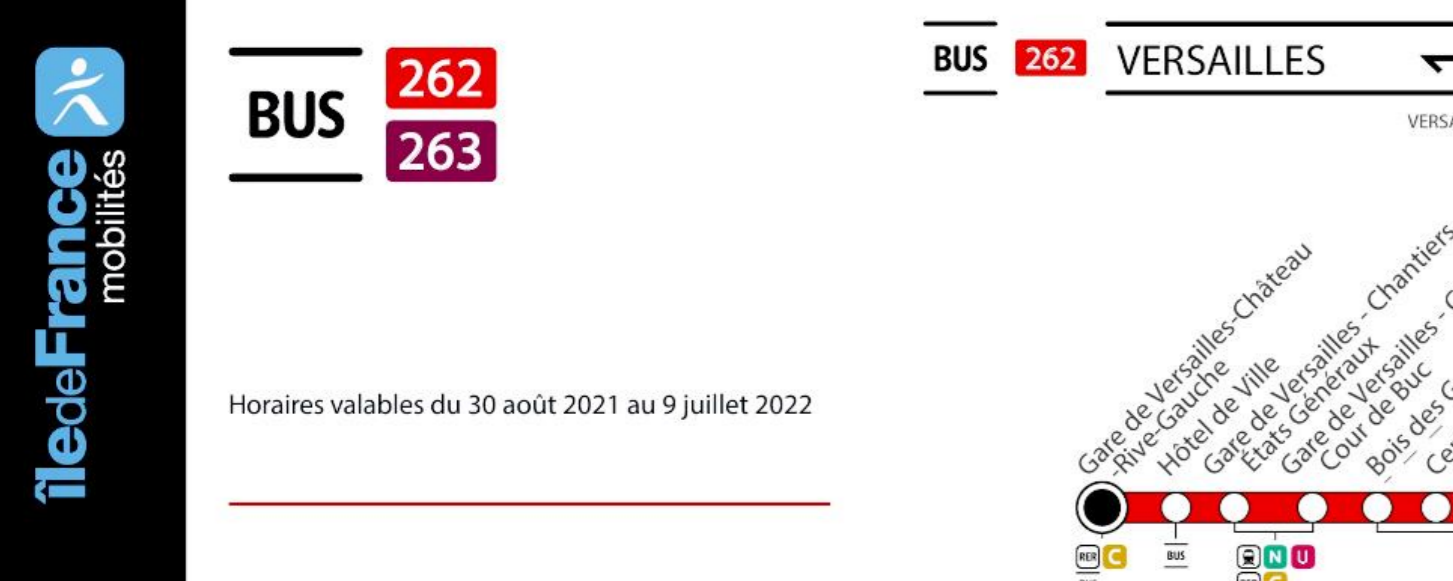 îledeFrance
mobilités
BUS
262
263
Horaires valables du 30 août 2021 au 9 juillet 2022
BUS 262 VERSAILLES
Gare de Versailles-Château
-Rive-Gauche
Hôtel de Ville
Gare de Versailles - Chantiers
États Généraux
Gare de Versailles -
Cour de Buc
Bois des
RER C
BUS
N U